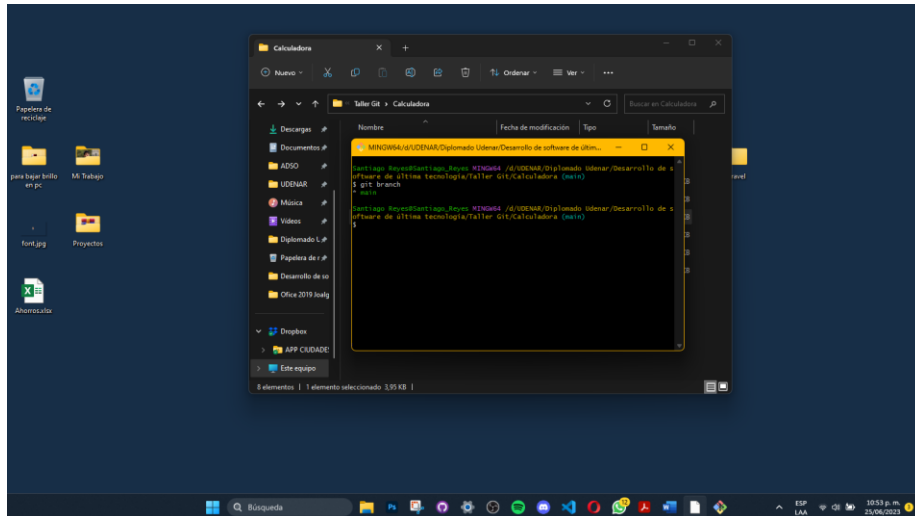 Calculadora
Nuevo
Ordenar
Ver
Taller Git > Calculadora
Buscar en Calculadora
Nombre
Fecha de modificación
Tipo
Tamaño
Papelera de
reciclaje
para bajar brillo
en pc
Mi Trabajo
font.jpg
Proyectos
Ahorros.xlsx
Descargas
Documentos
ADSO
UDENAR
Música
Videos
Diplomado
Papelera de r
Desarrollo de so
Office 2019 Joalg
Dropbox
APP CIUDADE
Este equipo
MINGW64:/d/UDENAR/Diplomado Udenar/Desarrollo de software de últim...
Santiago Reyes@Santiago_Reyes MINGW64 /d/UDENAR/Diplomado Udenar/Desarrollo de s
oftware de última tecnología/Taller Git/Calculadora (main)
$ git branch
* main
Santiago Reyes@Santiago_Reyes MINGW64 /d/UDENAR/Diplomado Udenar/Desarrollo de s
oftware de última tecnología/Taller Git/Calculadora (main)
$
8 elementos | 1 elemento seleccionado 3,95 KB |
Búsqueda
ESP
LAA
10:53 p. m.
25/06/2023